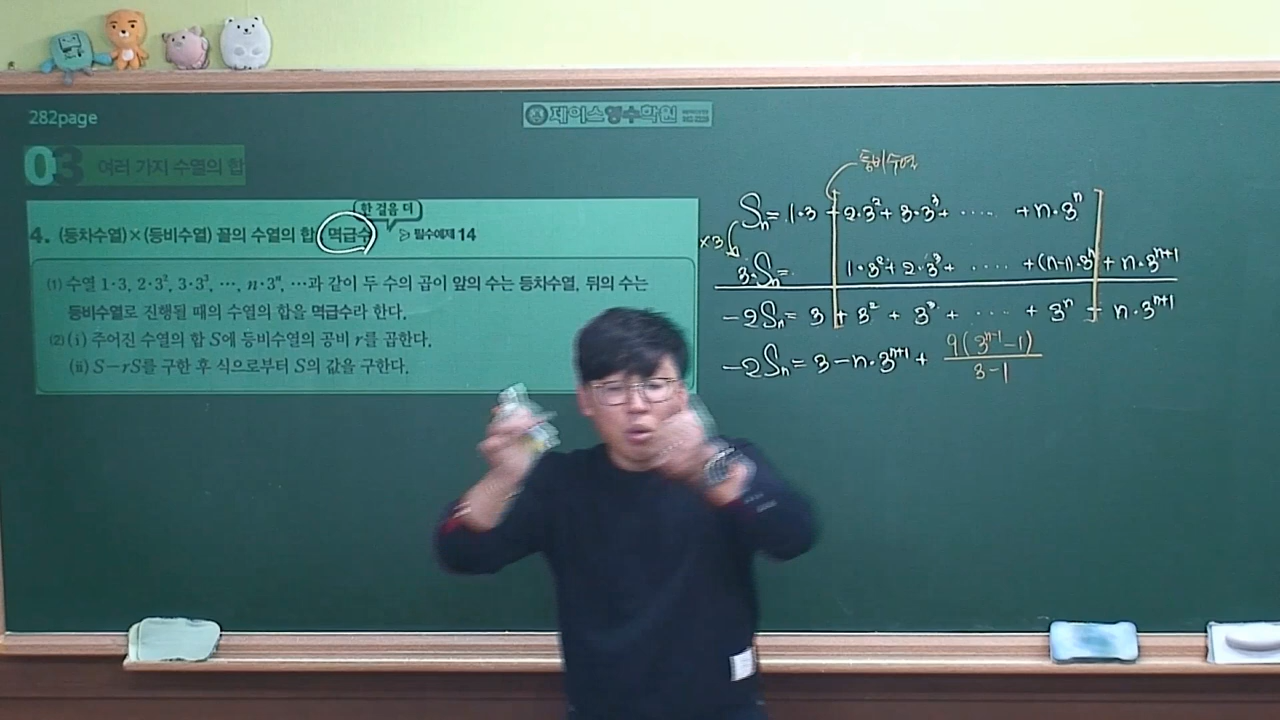 282page
제이스영수학원
03 여러 가지 수열의 합
한 걸음 더
4. (등차수열)×(등비수열) 꼴의 수열의 합 멱급수 ▷ 필수예제 14
(1) 수열 1·3, 2·3², 3·3³, ⋯, n·3ⁿ, ⋯과 같이 두 수의 곱이 앞의 수는 등차수열, 뒤의 수는
등비수열로 진행될 때의 수열의 합을 멱급수라 한다.
(2) (i) 주어진 수열의 합 S에 등비수열의 공비 r를 곱한다.
(ii) S−rS를 구한 후 식으로부터 S의 값을 구한다.
등비수열
Sₙ = 1·3 + 2·3² + 3·3³ + ⋯⋯ + n·3ⁿ
×3
3·Sₙ = 1·3² + 2·3³ + ⋯⋯ + (n-1)·3ⁿ + n·3ⁿ⁺¹
-2Sₙ = 3 + 3² + 3³ + ⋯⋯ + 3ⁿ - n·3ⁿ⁺¹
-2Sₙ = 3 - n·3ⁿ⁺¹ + 9(3ⁿ⁻¹-1)/3-1